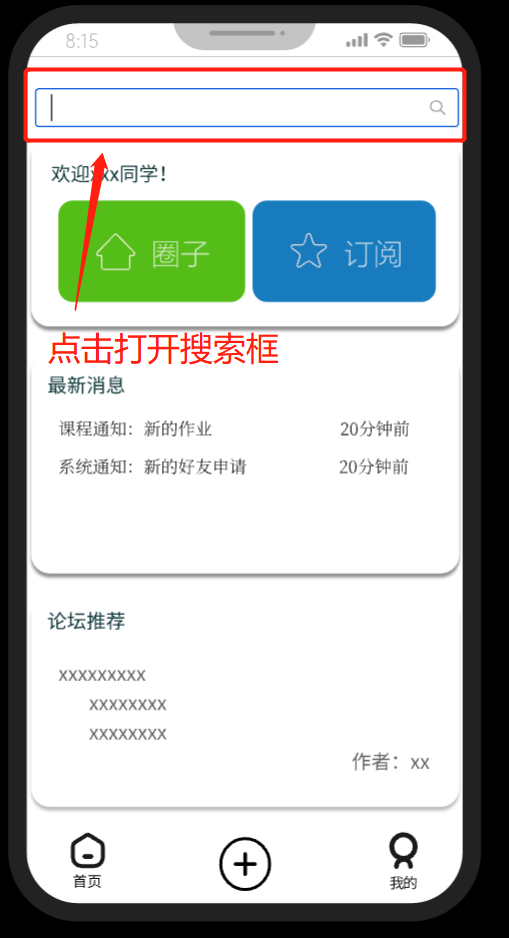 8:15
欢迎xxx同学！
圈子
订阅
点击打开搜索框
最新消息
课程通知：新的作业 20分钟前
系统通知：新的好友申请 20分钟前
论坛推荐
xxxxxxxxx
xxxxxxxx
xxxxxxxx
作者：xx
首页
我的